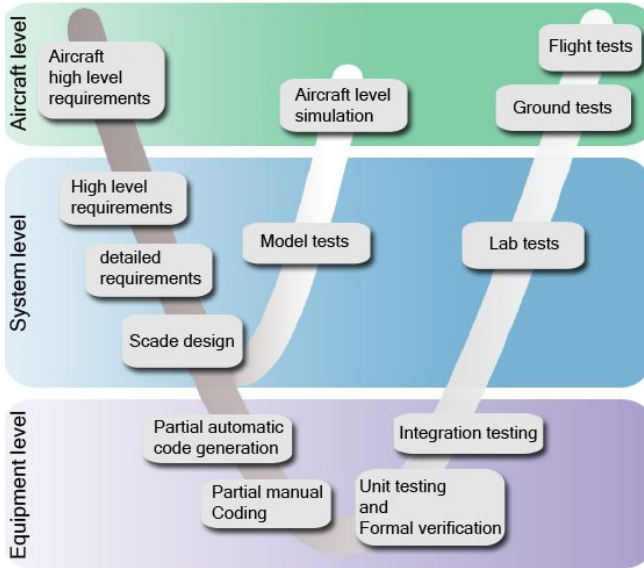 Aircraft level
Aircraft
high level
requirements
Aircraft level
simulation
Flight tests
Ground tests
System level
High level
requirements
detailed
requirements
Scade design
Model tests
Lab tests
Equipment level
Partial automatic
code generation
Partial manual
Coding
Integration testing
Unit testing
and
Formal verification